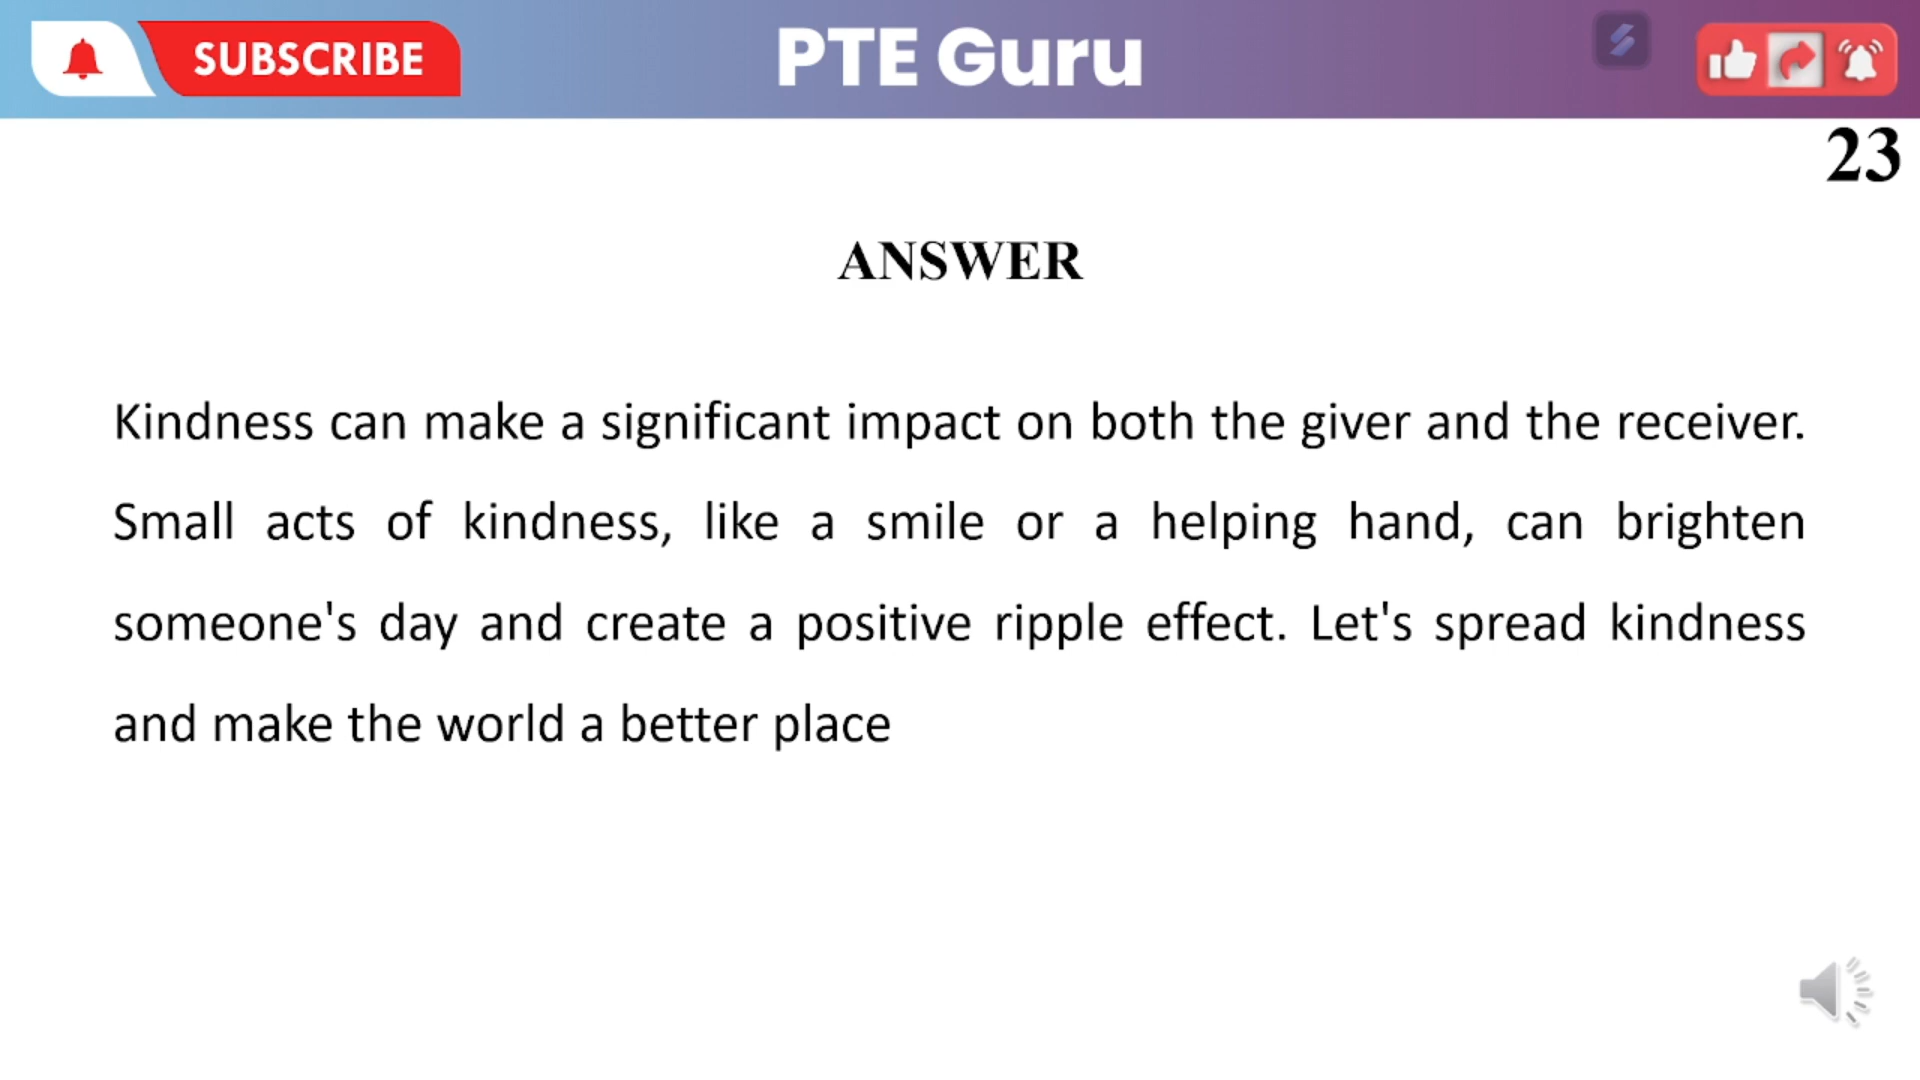 SUBSCRIBE
PTE Guru
23
ANSWER
Kindness can make a significant impact on both the giver and the receiver.
Small acts of kindness, like a smile or a helping hand, can brighten
someone's day and create a positive ripple effect. Let's spread kindness
and make the world a better place